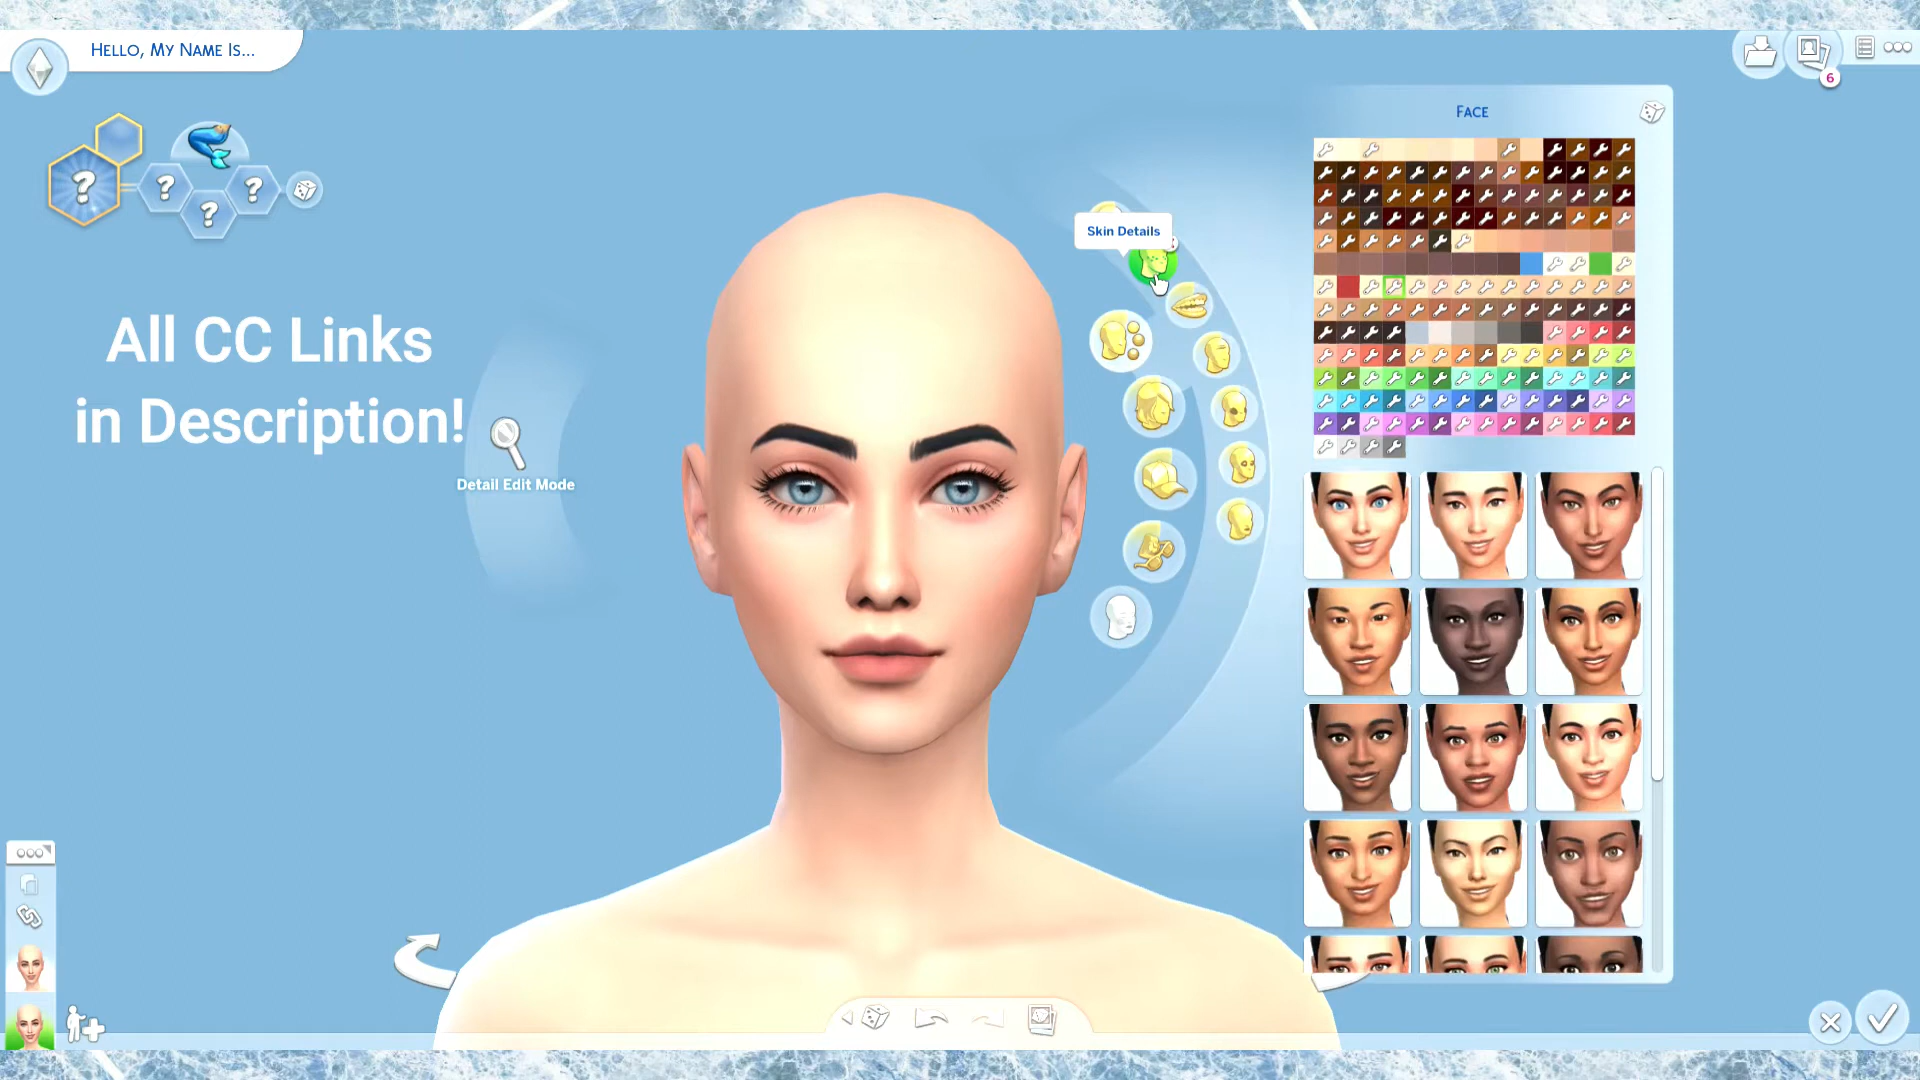 Hello, My Name Is...
6
Face
Skin Details
All CC Links
in Description!
Detail Edit Mode
?
?
?
?